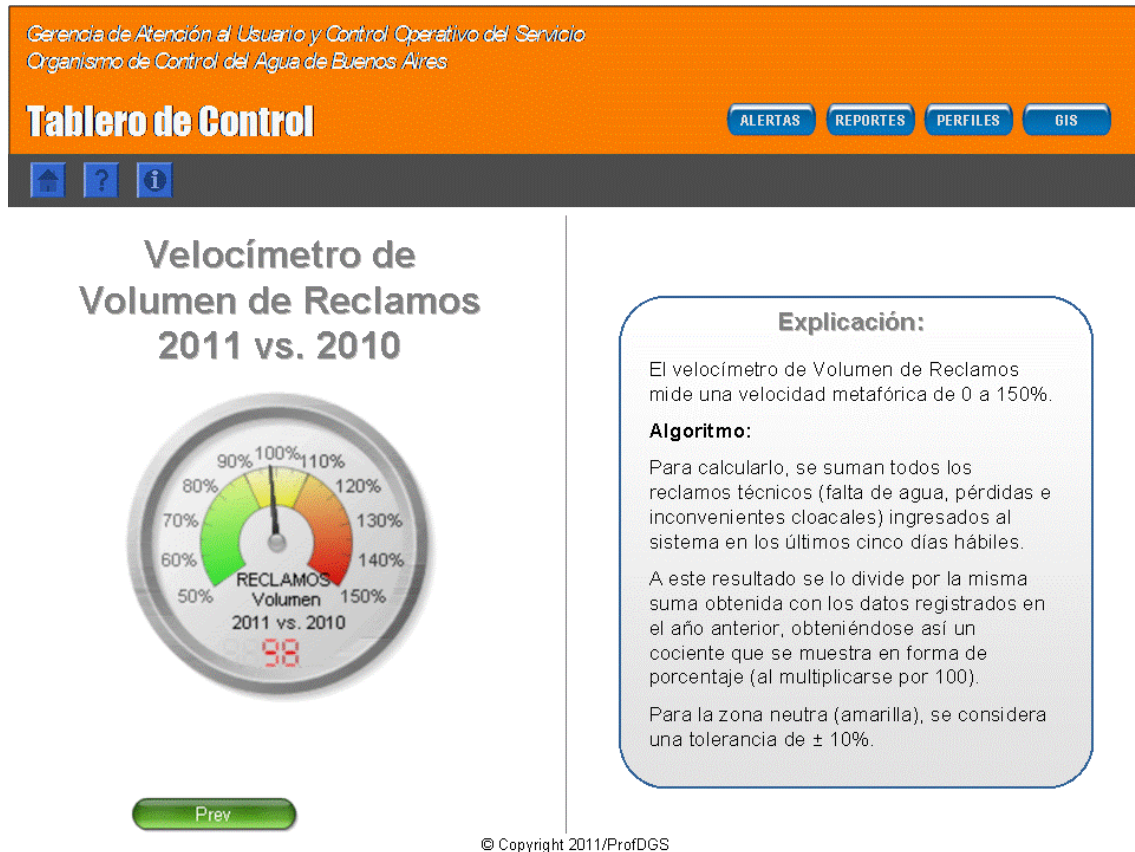 Gerencia de Atención al Usuario y Control Operativo del Servicio
Organismo de Control del Agua de Buenos Aires
Tablero de Control
ALERTAS
REPORTES
PERFILES
GIS
Velocímetro de
Volumen de Reclamos
2011 vs. 2010
50%
60%
70%
80%
90%
100%
110%
120%
130%
140%
150%
RECLAMOS
Volumen
2011 vs. 2010
98
Prev
Explicación:
El velocímetro de Volumen de Reclamos
mide una velocidad metafórica de 0 a 150%.
Algoritmo:
Para calcularlo, se suman todos los
reclamos técnicos (falta de agua, pérdidas e
inconvenientes cloacales) ingresados al
sistema en los últimos cinco días hábiles.
A este resultado se lo divide por la misma
suma obtenida con los datos registrados en
el año anterior, obteniéndose así un
cociente que se muestra en forma de
porcentaje (al multiplicarse por 100).
Para la zona neutra (amarilla), se considera
una tolerancia de ± 10%.
© Copyright 2011/ProfDGS